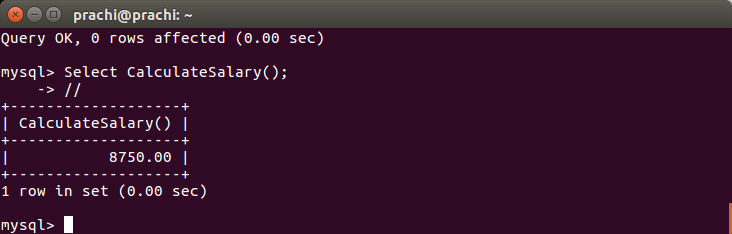 prachi@prachi: ~
Query OK, 0 rows affected (0.00 sec)
mysql> Select CalculateSalary();
    -> //
+-------------------+
| CalculateSalary() |
+-------------------+
|           8750.00 |
+-------------------+
1 row in set (0.00 sec)
mysql>